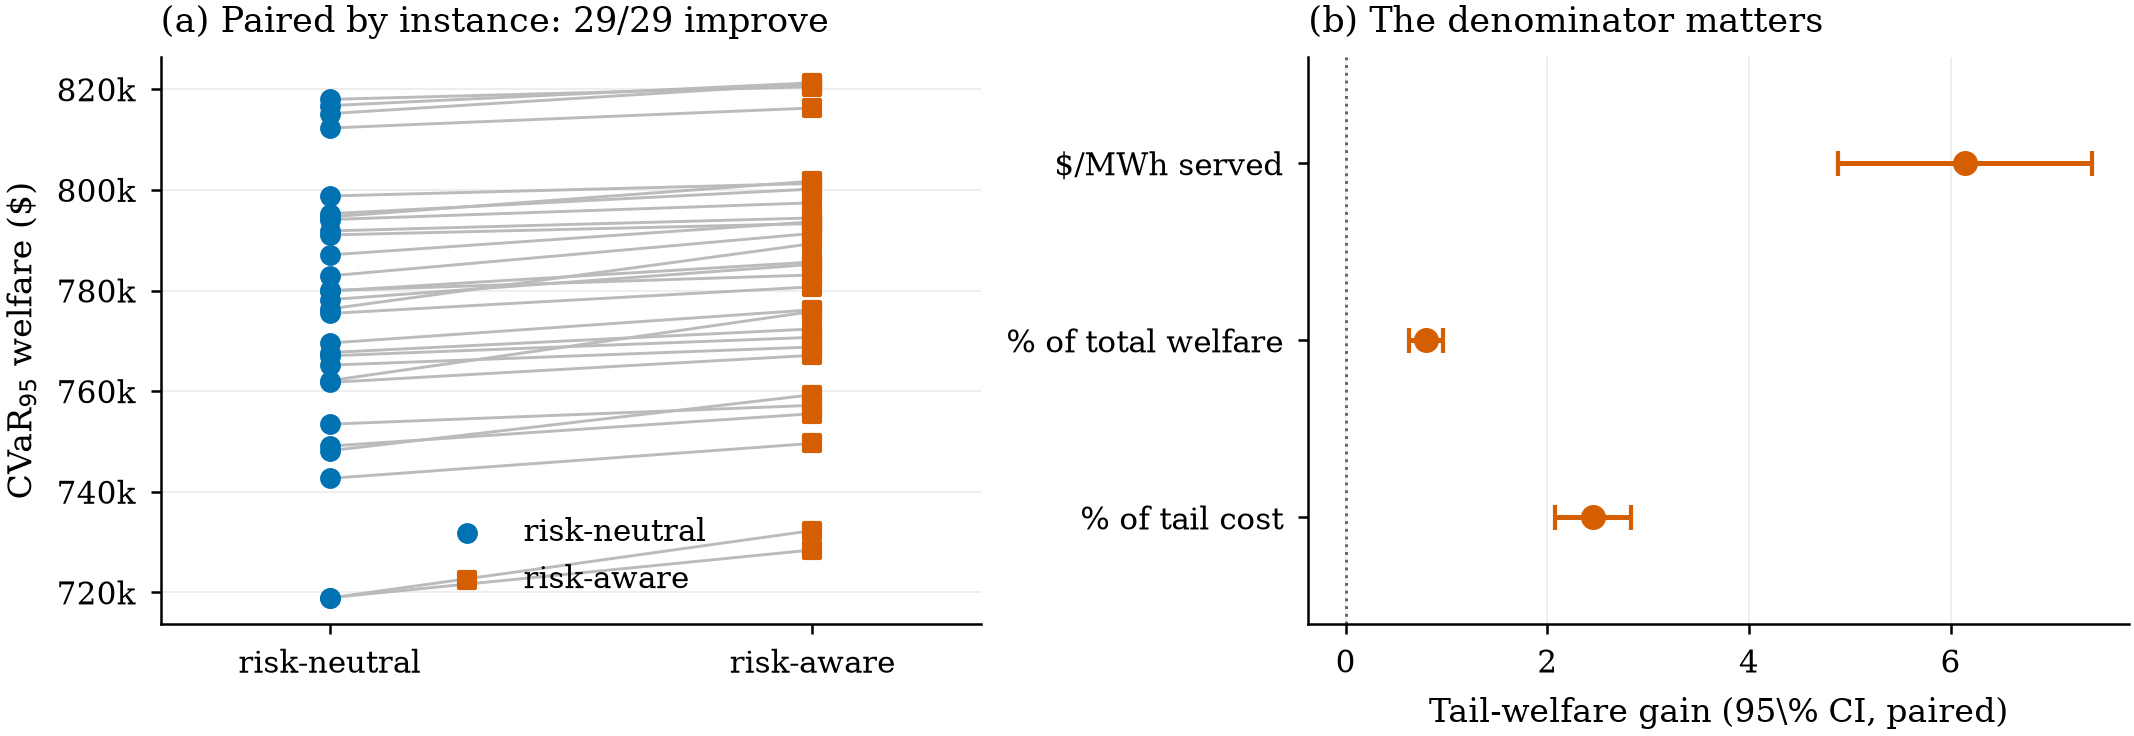 (a) Paired by instance: 29/29 improve
820k
800k
780k
760k
740k
720k
CVaR95 welfare ($)
risk-neutral
risk-aware
risk-neutral
risk-aware
(b) The denominator matters
$/MWh served
% of total welfare
% of tail cost
0
2
4
6
Tail-welfare gain (95\% CI, paired)